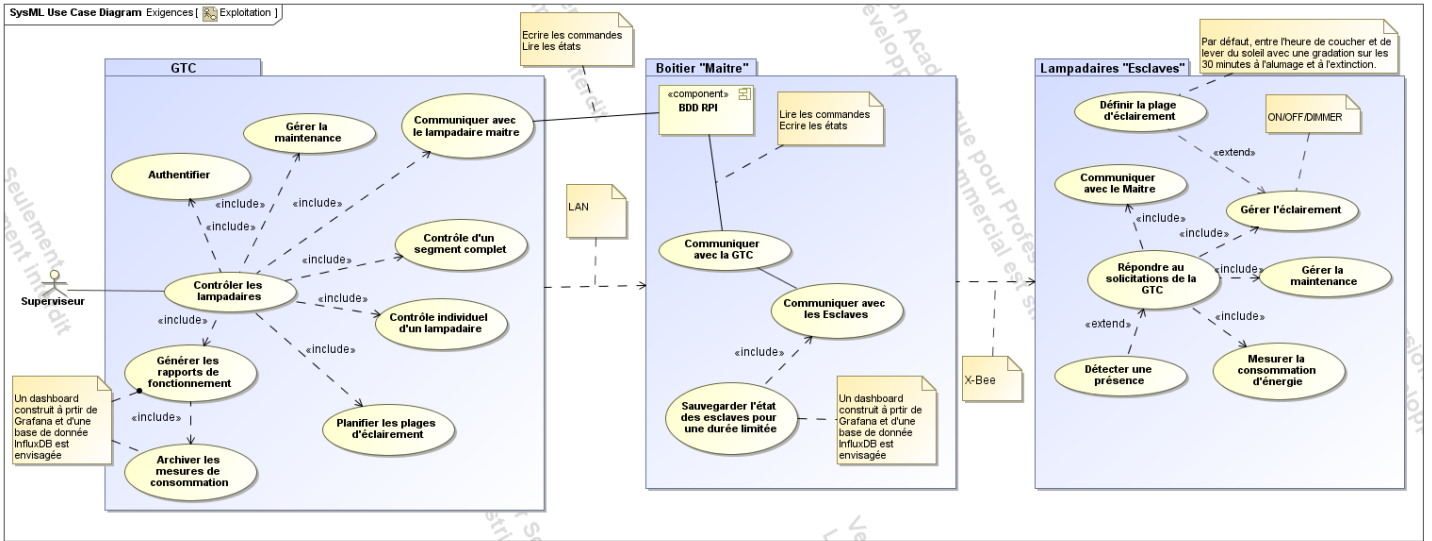 SysML Use Case Diagram Exigences [ Exploitation ]
Ecrire les commandes
Lire les états
Par défaut, entre l'heure de coucher et de
lever du soleil avec une gradation sur les
30 minutes à l'alumage et à l'extinction.
GTC
Boitier "Maitre"
Lampadaires "Esclaves"
Communiquer avec
le lampadaire maitre
Gérer la
maintenance
Authentifier
«include»
«include»
«include»
Contrôle d'un
segment complet
«include»
Contróler les
lampadaires
Superviseur
«include»
Contrôle individuel
d'un lampadaire
«include»
«include»
Générer les
rapports de
fonctionnement
Un dashboard
construit à prtir de
Grafana et d'une
base de donnée
InfluxDB est
envisagée
«include»
Planifier les plages
d'éclairement
Archiver les
mesures de
consommation
LAN
«component»
BDD RPI
Lire les commandes
Ecrire les états
Communiquer
avec la GTC
Communiquer avec
les Esclaves
«include»
Sauvegarder l'état
des esclaves pour
une durée limitée
Un dashboard
construit à prtir de
Grafana et d'une
base de donnée
InfluxDB est
envisagée
X-Bee
Définir la plage
d'éclairement
ON/OFF/DIMMER
«extend»
Communiquer
avec le Maitre
Gérer l'éclairement
«include»
«include»
Répondre au
solicitations de la
GTC
«include»
Gérer la
maintenance
«extend»
«include»
Détecter une
présence
Mesurer la
consommation
d'énergie